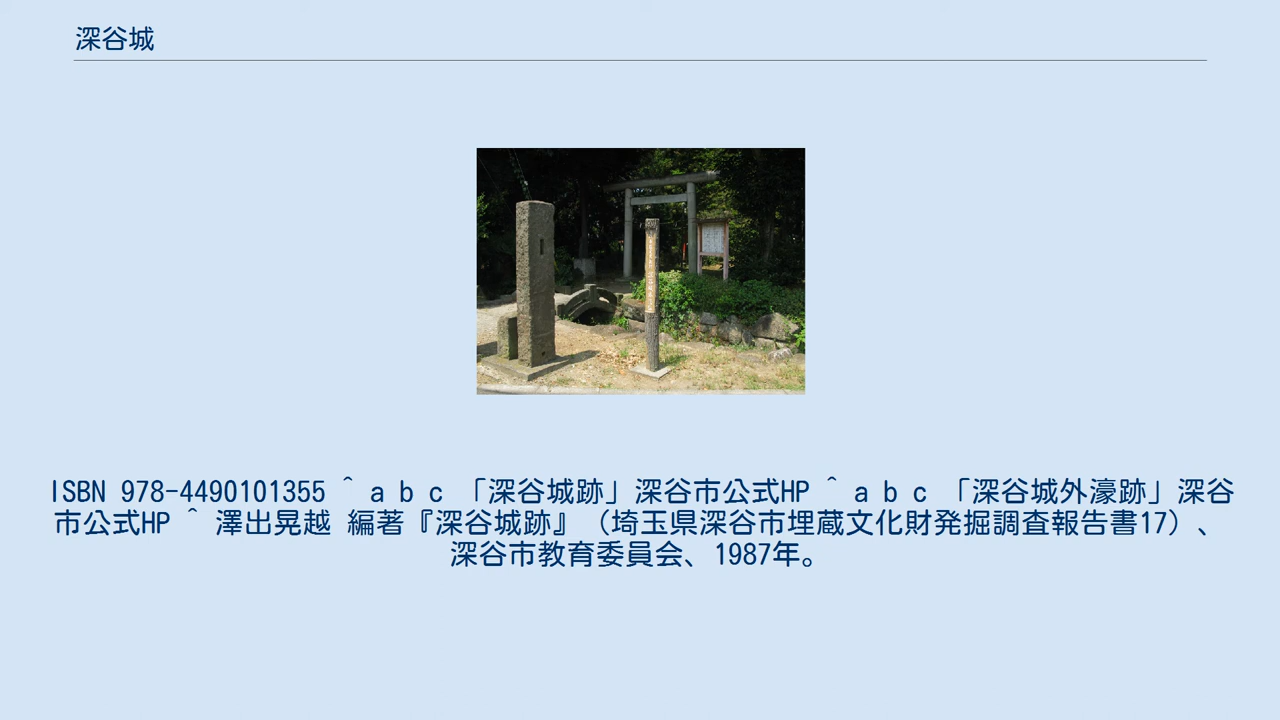 深谷城
ISBN 978-4490101355 ^ a b c 「深谷城跡」深谷市公式HP ^ a b c 「深谷城外濠跡」深谷
市公式HP ^ 澤出晃越 編著『深谷城跡』（埼玉県深谷市埋蔵文化財発掘調査報告書17）、
深谷市教育委員会、1987年。